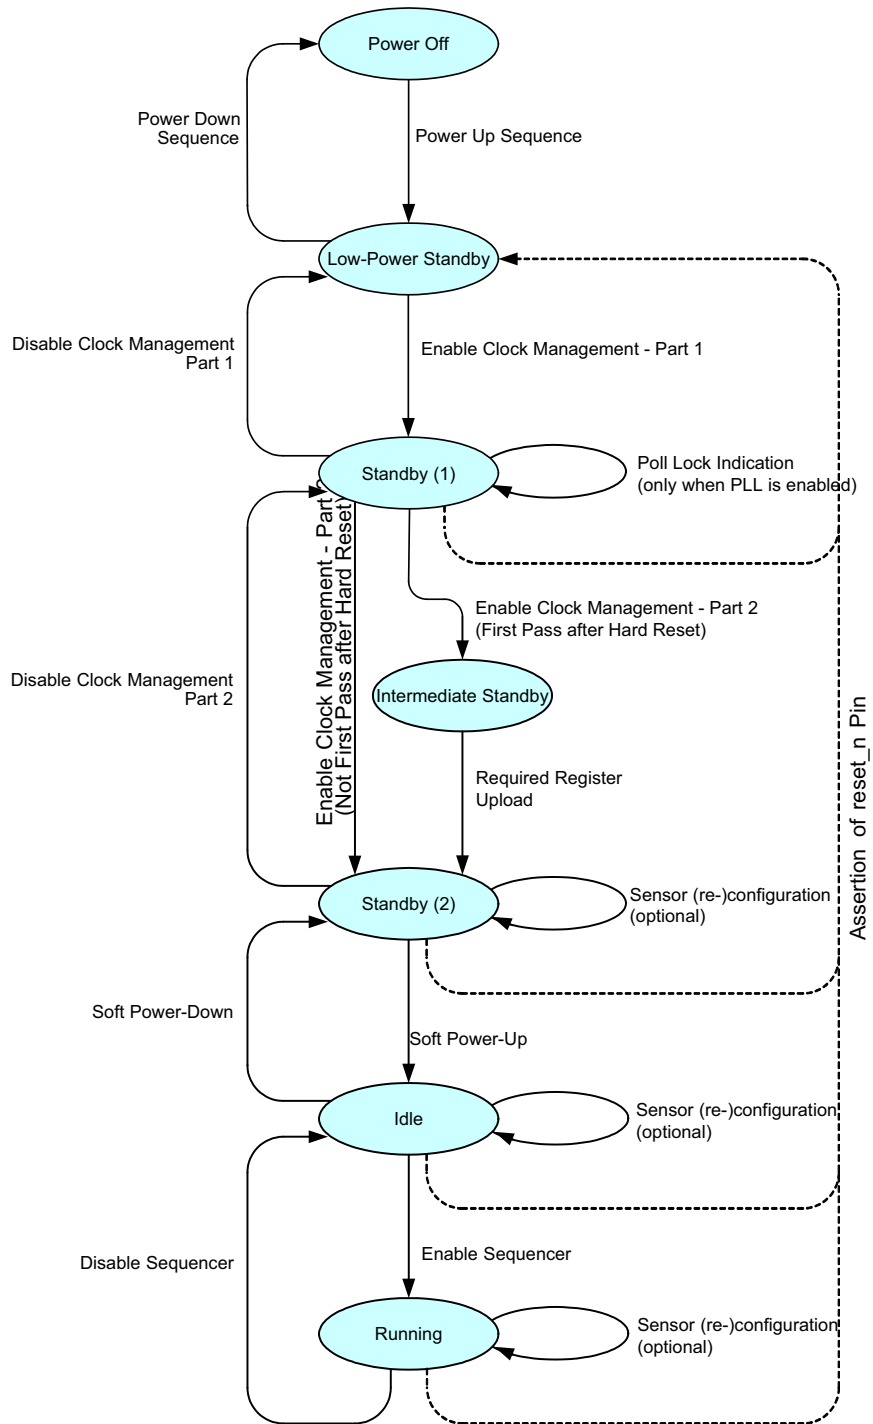 Power Off
Power Down
Sequence
Power Up Sequence
Low-Power Standby
Disable Clock Management
Part 1
Enable Clock Management - Part 1
Standby (1)
Poll Lock Indication
(only when PLL is enabled)
Enable Clock Management - Part
(Not First Pass after Hard Reset)
Enable Clock Management - Part 2
(First Pass after Hard Reset)
Disable Clock Management
Part 2
Intermediate Standby
Assertion of reset_n Pin
Required Register
Upload
Standby (2)
Sensor (re-)configuration
(optional)
Soft Power-Down
Soft Power-Up
Idle
Sensor (re-)configuration
(optional)
Disable Sequencer
Enable Sequencer
Running
Sensor (re-)configuration
(optional)